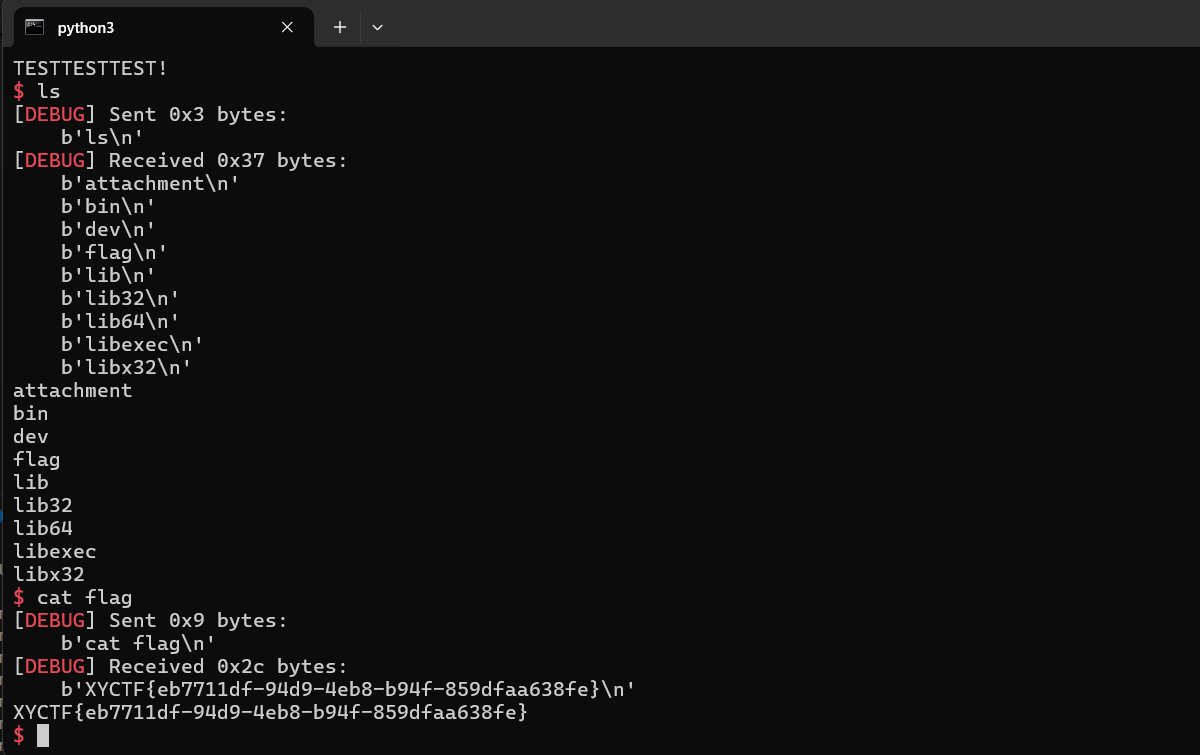 python3
TESTTESTTEST!
$ ls
[DEBUG] Sent 0x3 bytes:
    b'ls\n'
[DEBUG] Received 0x37 bytes:
    b'attachment\n'
    b'bin\n'
    b'dev\n'
    b'flag\n'
    b'lib\n'
    b'lib32\n'
    b'lib64\n'
    b'libexec\n'
    b'libx32\n'
attachment
bin
dev
flag
lib
lib32
lib64
libexec
libx32
$ cat flag
[DEBUG] Sent 0x9 bytes:
    b'cat flag\n'
[DEBUG] Received 0x2c bytes:
    b'XYCTF{eb7711df-94d9-4eb8-b94f-859dfaa638fe}\n'
XYCTF{eb7711df-94d9-4eb8-b94f-859dfaa638fe}
$